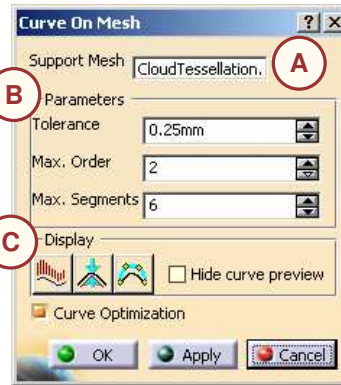 Curve On Mesh
Support Mesh CloudTessellation.
A
B
Parameters
Tolerance 0.25mm
Max. Order 2
Max. Segments 6
C
Display
Hide curve preview
Curve Optimization
OK Apply Cancel